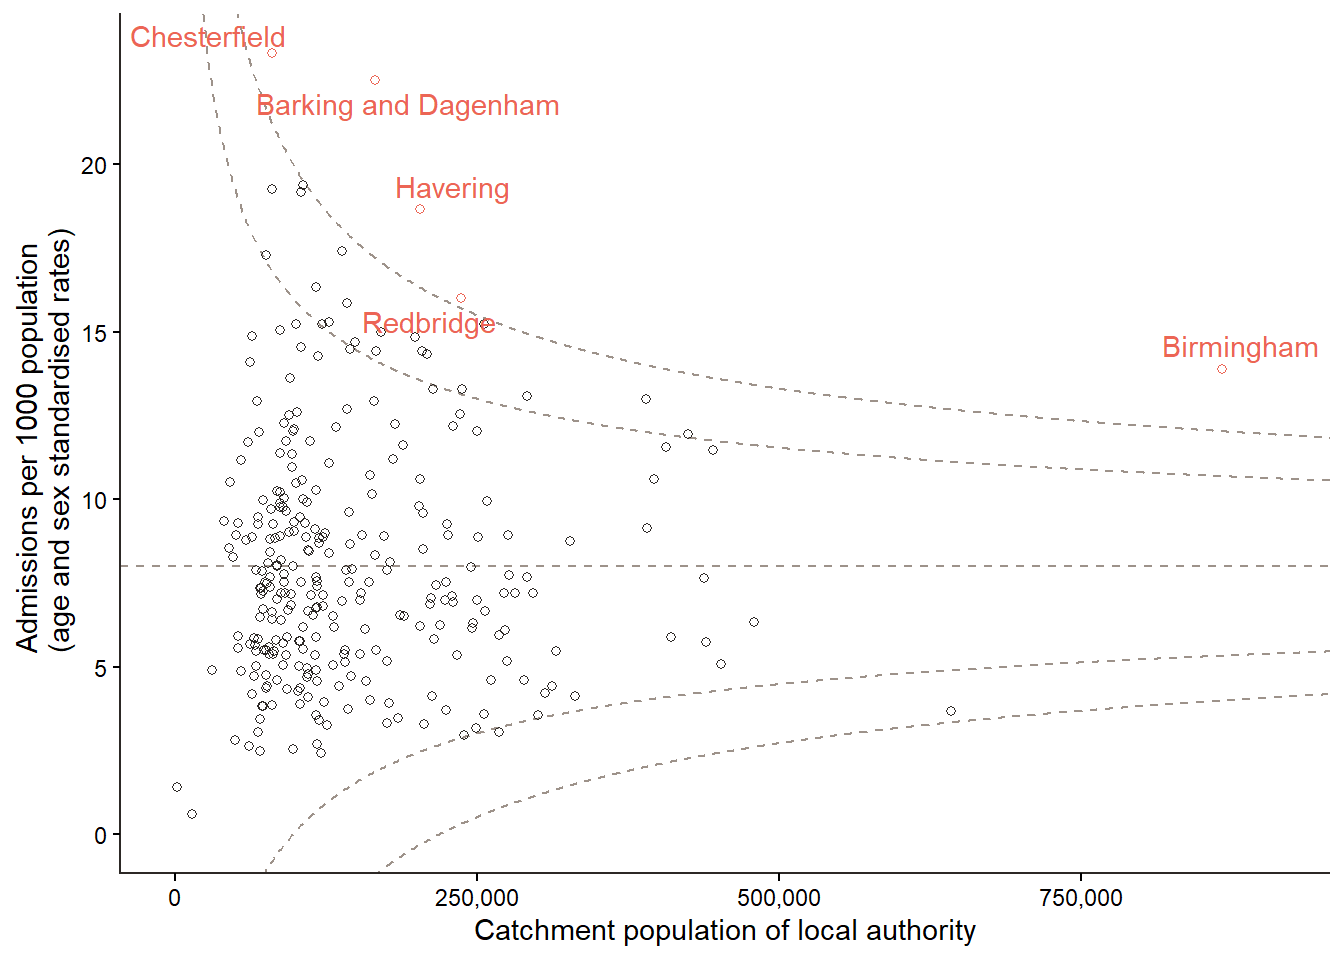 Chesterfield
Barking and Dagenham
Havering
Redbridge
Birmingham
20
15
10
5
0
Admissions per 1000 population
(age and sex standardised rates)
0
250,000
500,000
750,000
Catchment population of local authority